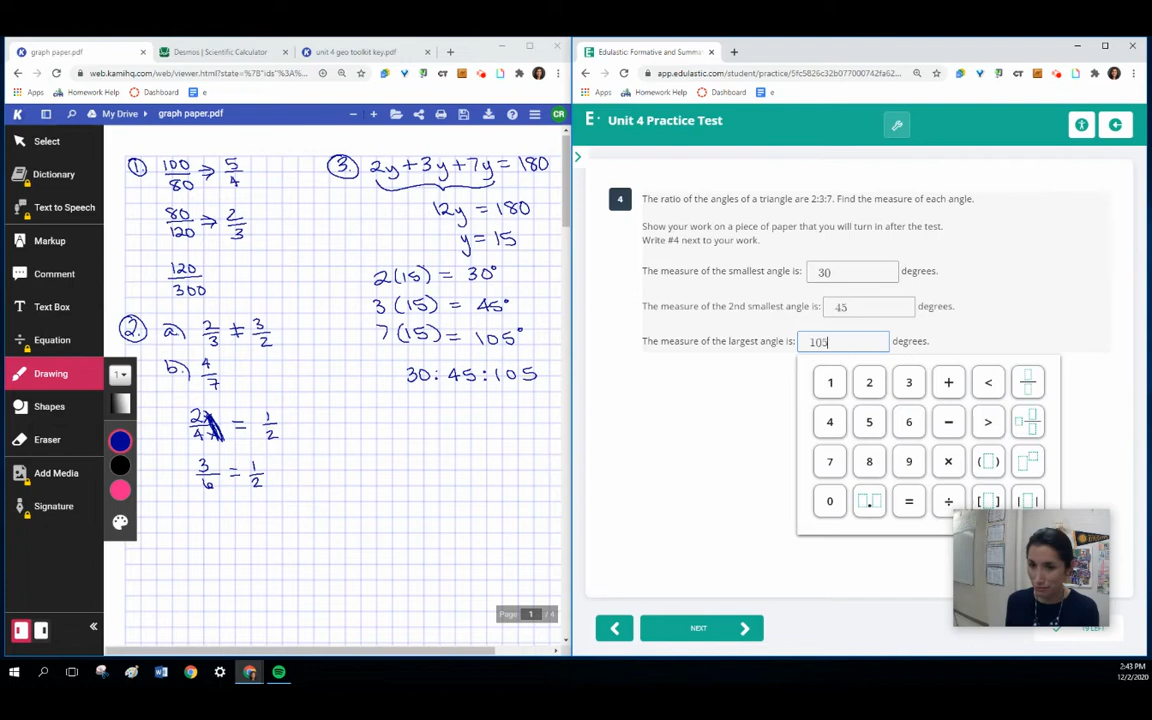 graph paper.pdf
Desmos | Scientific Calculator
unit 4 geo toolkit key.pdf
web.kamihq.com/web/viewer.html?state=%7B"ids"%3A%...
Apps
Homework Help
Dashboard
e
K
My Drive
graph paper.pdf
CR
Select
Dictionary
Text to Speech
Markup
Comment
Text Box
Equation
Drawing
1
Shapes
Eraser
Add Media
Signature
1. 100/80 → 5/4
80/120 → 2/3
120/300
2. a) 2/3 ≠ 3/2
b.) 4/7
= 1/2
3/6 = 1/2
3. 2y + 3y + 7y = 180
12y = 180
y = 15
2(15) = 30°
3(15) = 45°
7(15) = 105°
30:45:105
Page 1 / 4
Edulastic: Formative and Summa
app.edulastic.com/student/practice/5fc5826c32b077000742fa62...
Apps
Homework Help
Dashboard
e
E Unit 4 Practice Test
4
The ratio of the angles of a triangle are 2:3:7. Find the measure of each angle.
Show your work on a piece of paper that you will turn in after the test.
Write #4 next to your work.
The measure of the smallest angle is: 30 degrees.
The measure of the 2nd smallest angle is: 45 degrees.
The measure of the largest angle is: 105 degrees.
1 2 3 + <
4 5 6 − >
7 8 9 × ()
0 . = ÷ [] ||
NEXT
19 LEFT
2:43 PM
12/2/2020